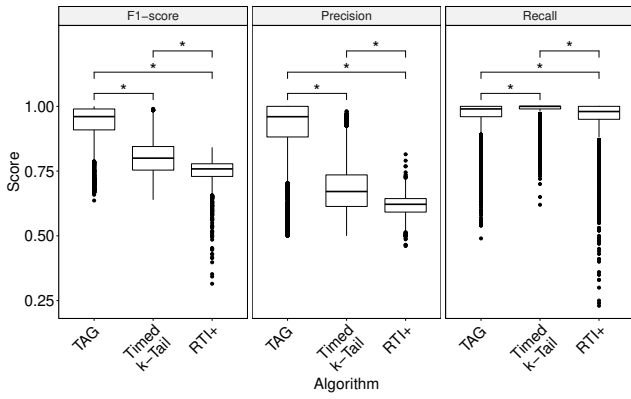 F1−score Precision Recall
* * *
* * *
* * *
1.00
0.75
0.50
0.25
Score
TAG Timed k−Tail RTI+ TAG Timed k−Tail RTI+ TAG Timed k−Tail RTI+
Algorithm